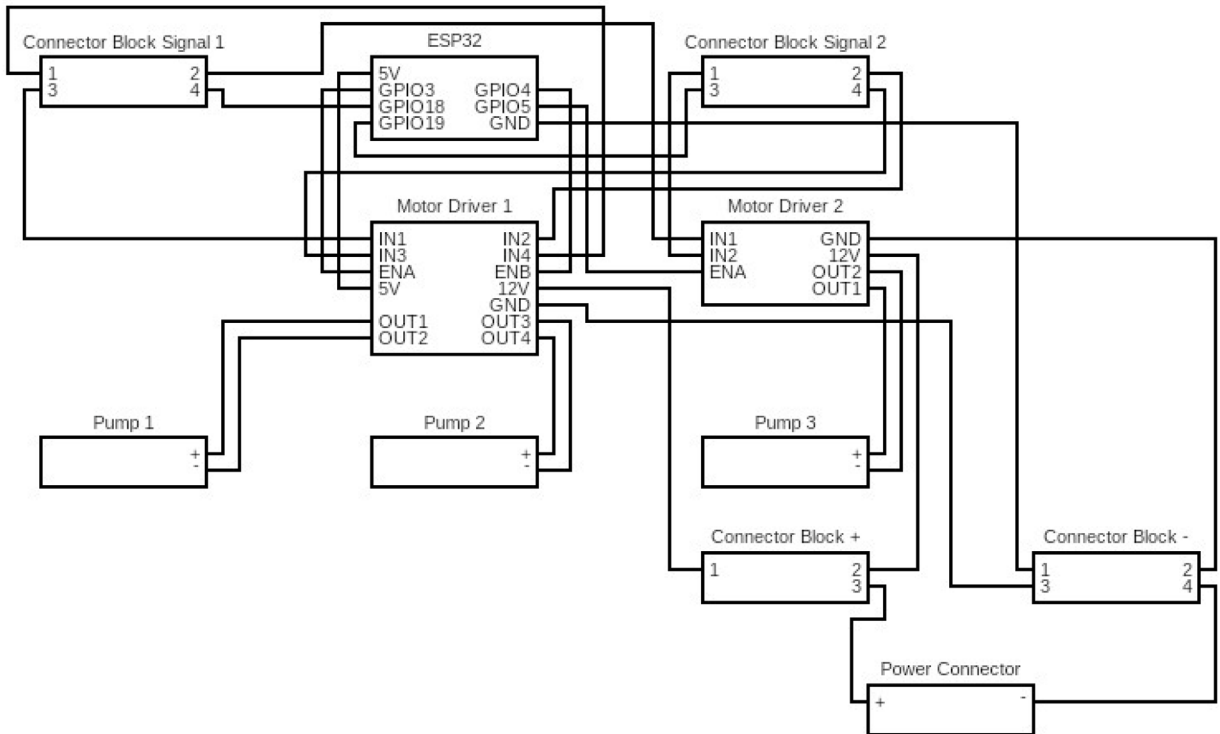 Connector Block Signal 1
1 2
3 4
ESP32
5V
GPIO3 GPIO4
GPIO18 GPIO5
GPIO19 GND
Connector Block Signal 2
1 2
3 4
Motor Driver 1
IN1 IN2
IN3 IN4
ENA ENB
5V 12V
GND
OUT1 OUT3
OUT2 OUT4
Motor Driver 2
IN1 GND
IN2 12V
ENA OUT2
OUT1
Pump 1
+
-
Pump 2
+
-
Pump 3
+
-
Connector Block +
1 2
3
Connector Block -
1 2
3 4
Power Connector
+ -